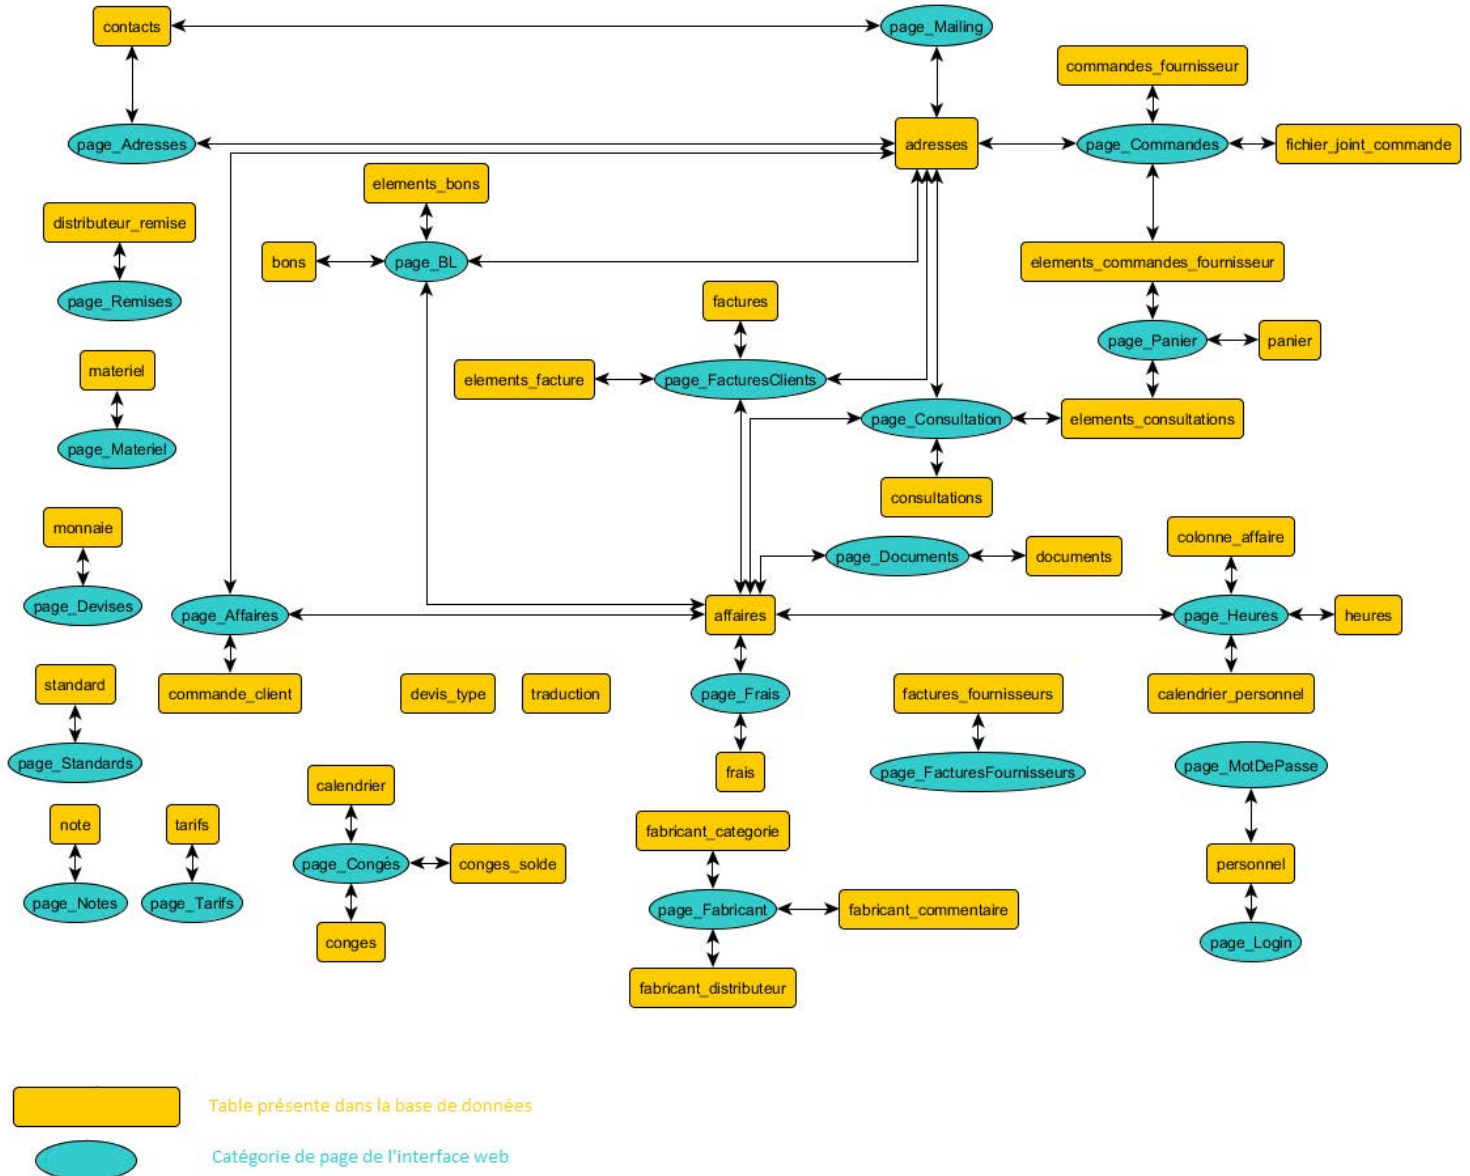 contacts
page_Mailing
commandes_fournisseur
page_Adresses
adresses
page_Commandes
fichier_joint_commande
elements_bons
distributeur_remise
bons
page_BL
elements_commandes_fournisseur
page_Remises
factures
page_Panier
panier
materiel
elements_facture
page_FacturesClients
page_Consultation
elements_consultations
page_Materiel
consultations
monnaie
colonne_affaire
page_Documents
documents
page_Devises
page_Affaires
affaires
page_Heures
heures
standard
commande_client
devis_type
traduction
page_Frais
factures_fournisseurs
calendrier_personnel
page_Standards
frais
page_FacturesFournisseurs
page_MotDePasse
calendrier
note
tarifs
fabricant_categorie
page_Congés
conges_solde
personnel
page_Notes
page_Tarifs
page_Fabricant
fabricant_commentaire
conges
page_Login
fabricant_distributeur
Table présente dans la base de données
Catégorie de page de l'interface web